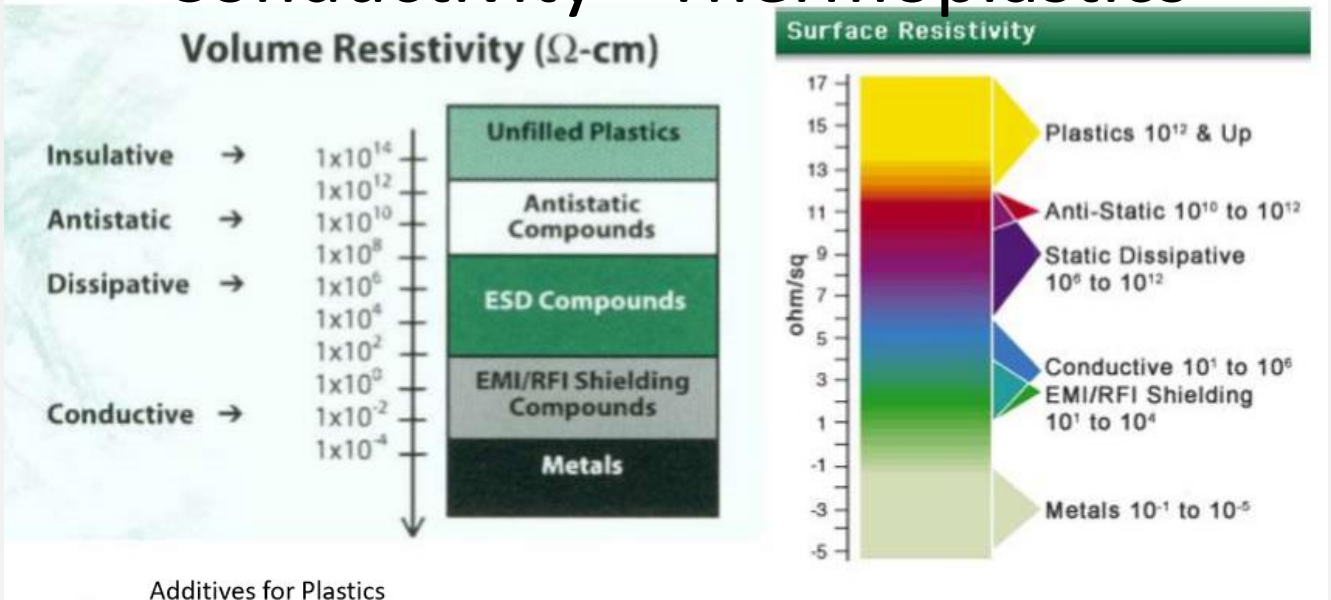 Conductivity - Thermoplastics
Volume Resistivity (Ω-cm)
Insulative →
Antistatic →
Dissipative →
Conductive →
1x10¹⁴
1x10¹²
1x10¹⁰
1x10⁸
1x10⁶
1x10⁴
1x10²
1x10⁰
1x10⁻²
1x10⁻⁴
Unfilled Plastics
Antistatic
Compounds
ESD Compounds
EMI/RFI Shielding
Compounds
Metals
Surface Resistivity
ohm/sq
17
15
13
11
9
7
5
3
1
-1
-3
-5
Plastics 10¹² & Up
Anti-Static 10¹⁰ to 10¹²
Static Dissipative
10⁶ to 10¹²
Conductive 10¹ to 10⁶
EMI/RFI Shielding
10¹ to 10⁴
Metals 10⁻¹ to 10⁻⁵
Additives for Plastics